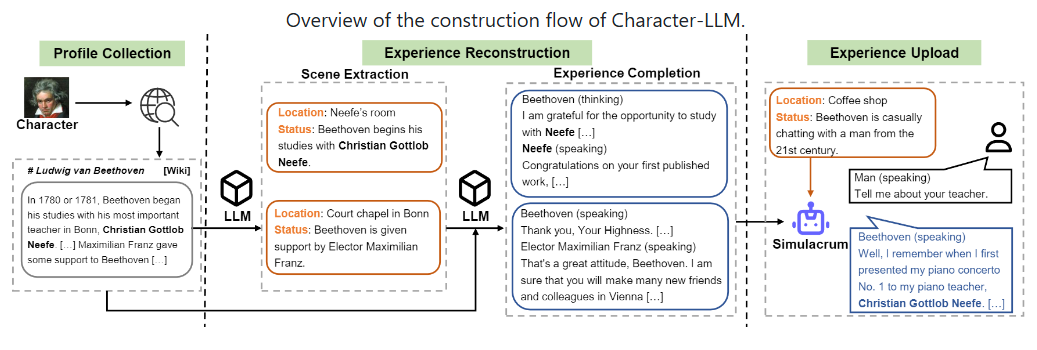 Overview of the construction flow of Character-LLM.
Profile Collection
Character
# Ludwig van Beethoven [Wiki]
In 1780 or 1781, Beethoven began
his studies with his most important
teacher in Bonn, Christian Gottlob
Neefe. […] Maximilian Franz gave
some support to Beethoven […]
Experience Reconstruction
Scene Extraction
Location: Neefe's room
Status: Beethoven begins his
studies with Christian Gottlob
Neefe.
LLM
Location: Court chapel in Bonn
Status: Beethoven is given
support by Elector Maximilian
Franz.
LLM
Experience Completion
Beethoven (thinking)
I am grateful for the opportunity to study
with Neefe […]
Neefe (speaking)
Congratulations on your first published
work, […]
Beethoven (speaking)
Thank you, Your Highness. […]
Elector Maximilian Franz (speaking)
That's a great attitude, Beethoven. I am
sure that you will make many new friends
and colleagues in Vienna […]
Experience Upload
Location: Coffee shop
Status: Beethoven is casually
chatting with a man from the
21st century.
Man (speaking)
Tell me about your teacher.
Simulacrum
Beethoven (speaking)
Well, I remember when I first
presented my piano concerto
No. 1 to my piano teacher,
Christian Gottlob Neefe. […]